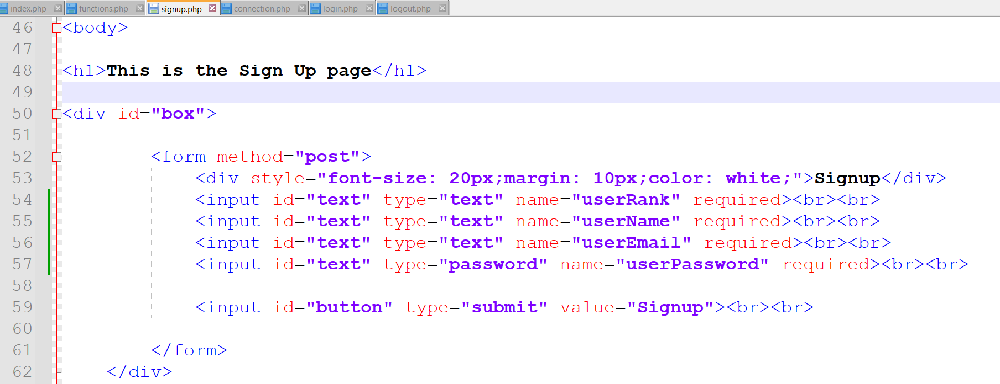 index.php functions.php signup.php connection.php login.php logout.php
46 <body>
47
48 <h1>This is the Sign Up page</h1>
49
50 <div id="box">
51
52 <form method="post">
53 <div style="font-size: 20px;margin: 10px;color: white;">Signup</div>
54 <input id="text" type="text" name="userRank" required><br><br>
55 <input id="text" type="text" name="userName" required><br><br>
56 <input id="text" type="text" name="userEmail" required><br><br>
57 <input id="text" type="password" name="userPassword" required><br><br>
58
59 <input id="button" type="submit" value="Signup"><br><br>
60
61 </form>
62 </div>